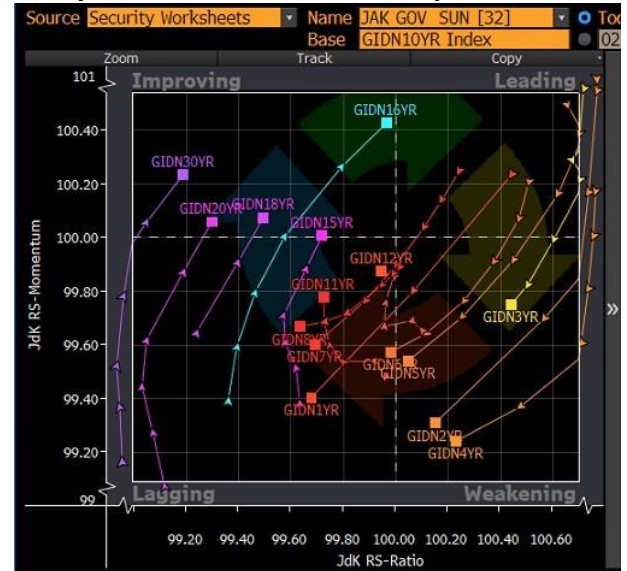 Source Security Worksheets Name JAK GOV SUN [32] Too
Base GIDN10YR Index 02
Zoom Track Copy
101 Improving Leading
GIDN16YR
100.40
GIDN30YR
100.20
GIDN20YR GIDN18YR
GIDN15YR
100.00
GIDN12YR
GIDN11YR
99.80
GIDN3YR
GIDN8YR
99.60
GIDN7YR
GIDN5YR
GIDN1YR
99.40
GIDN2YR
GIDN4YR
99.20
99 Lagging Weakening
JdK RS-Momentum
»
99.20 99.40 99.60 99.80 100.00 100.20 100.40 100.60
JdK RS-Ratio